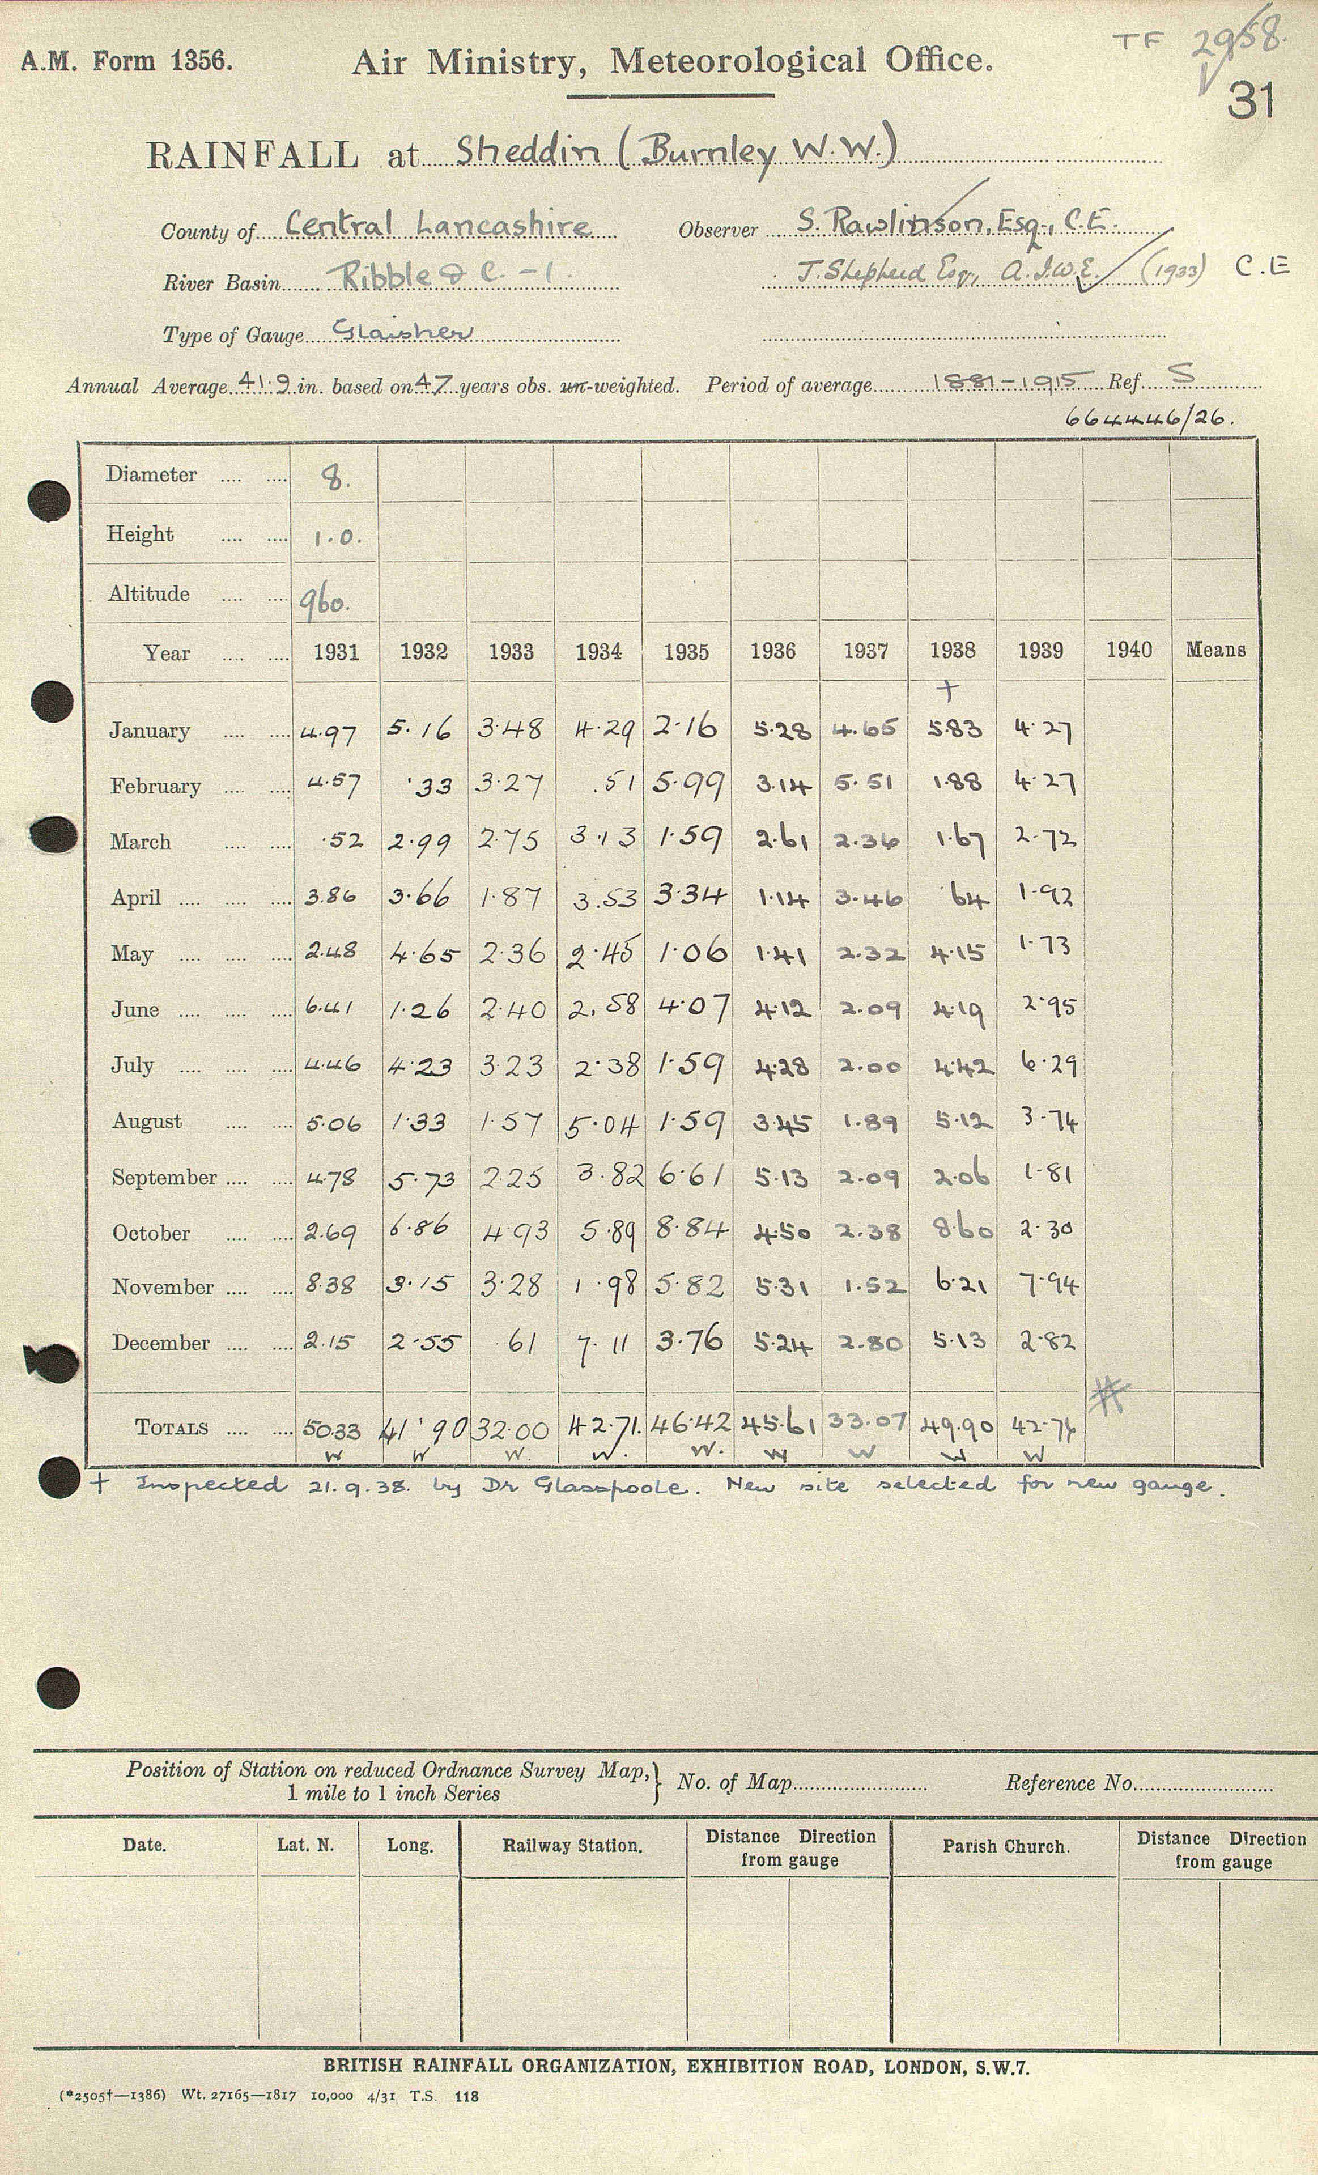 TF 2958.
A.M. Form 1356. Air Ministry, Meteorological Office.
31
RAINFALL at Sheddin (Burnley W.W.)
County of Central Lancashire Observer S. Rawlinson, Esq., C.E.
River Basin Ribble & C. -1. J. Shepherd Esq., A.I.W.E. (1933) C.E
Type of Gauge Glaisher
Annual Average 41.9 in. based on 47 years obs. un-weighted. Period of average 1881-1915 Ref. S
664446/26.
Diameter .... .... 8.
Height .... .... 1.0.
Altitude .... .... 960.
Year .... .... 1931 1932 1933 1934 1935 1936 1937 1938 1939 1940 Means
+
January .... .... 4.97 5.16 3.48 4.29 2.16 5.28 4.65 5.83 4.27
February .... .... 4.57 .33 3.27 .51 5.99 3.14 5.51 1.88 4.27
March .... .... .52 2.99 2.75 3.13 1.59 2.61 2.36 1.67 2.72
April .... .... .... 3.86 3.66 1.87 3.53 3.34 1.14 3.46 .64 1.92
May .... .... .... 2.48 4.65 2.36 2.45 1.06 1.41 2.32 4.15 1.73
June .... .... .... 6.41 1.26 2.40 2.58 4.07 4.12 2.09 4.19 2.95
July .... .... .... 4.46 4.23 3.23 2.38 1.59 4.28 2.00 4.42 6.29
August .... .... 5.06 1.33 1.57 5.04 1.59 3.45 1.89 5.12 3.74
September .... .... 4.78 5.73 2.25 3.82 6.61 5.13 2.09 2.06 1.81
October .... .... 2.69 6.86 4.93 5.89 8.84 4.50 2.38 8.60 2.30
November .... .... 8.38 3.15 3.28 1.98 5.82 5.31 1.52 6.21 7.94
December .... .... 2.15 2.55 .61 7.11 3.76 5.24 2.80 5.13 2.82
TOTALS .... .... 50.33 41.90 32.00 42.71 46.42 45.61 33.07 49.90 42.76 #
W W W W. W. W W W W
+ Inspected 21.9.38. by Dr Glasspoole. New site selected for new gauge.
Position of Station on reduced Ordnance Survey Map,} No. of Map Reference No.
1 mile to 1 inch Series
Date. Lat. N. Long. Railway Station. Distance Direction from gauge Parish Church. Distance Direction from gauge
BRITISH RAINFALL ORGANIZATION, EXHIBITION ROAD, LONDON, S.W.7.
(*2505†—1386) Wt. 27165—1817 10,000 4/31 T.S. 118